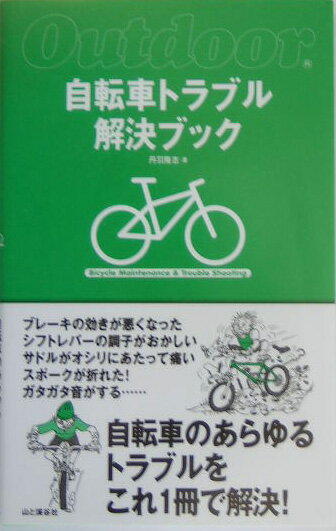 Outdoor®
自転車トラブル
解決ブック
丹羽隆志 著
Bicycle Maintenance & Trouble Shooting
ブレーキの効きが悪くなった
シフトレバーの調子がおかしい
サドルがオシリにあたって痛い
スポークが折れた!
ガタガタ音がする……
自転車のあらゆる
トラブルを
これ1冊で解決!
山と溪谷社